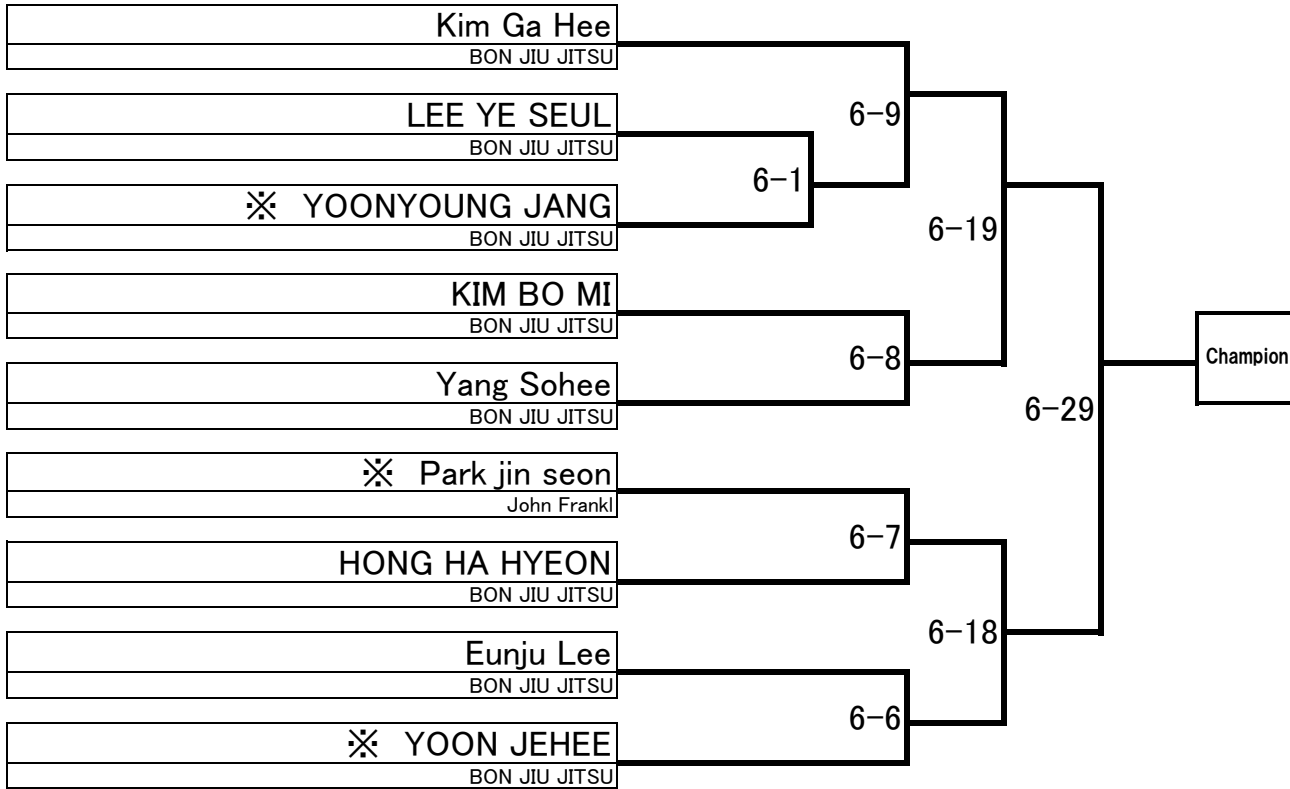 Kim Ga Hee
BON JIU JITSU
LEE YE SEUL
BON JIU JITSU
※ YOONYOUNG JANG
BON JIU JITSU
KIM BO MI
BON JIU JITSU
Yang Sohee
BON JIU JITSU
※ Park jin seon
John Frankl
HONG HA HYEON
BON JIU JITSU
Eunju Lee
BON JIU JITSU
※ YOON JEHEE
BON JIU JITSU
6-1
6-9
6-8
6-7
6-6
6-19
6-18
6-29
Champion